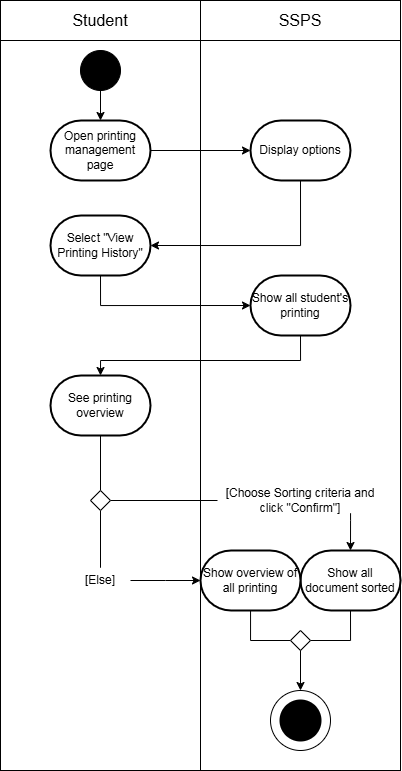 Student
SSPS
Open printing
management
page
Display options
Select "View
Printing History"
Show all student's
printing
See printing
overview
[Choose Sorting criteria and
click "Confirm"]
[Else]
Show overview of
all printing
Show all
document sorted